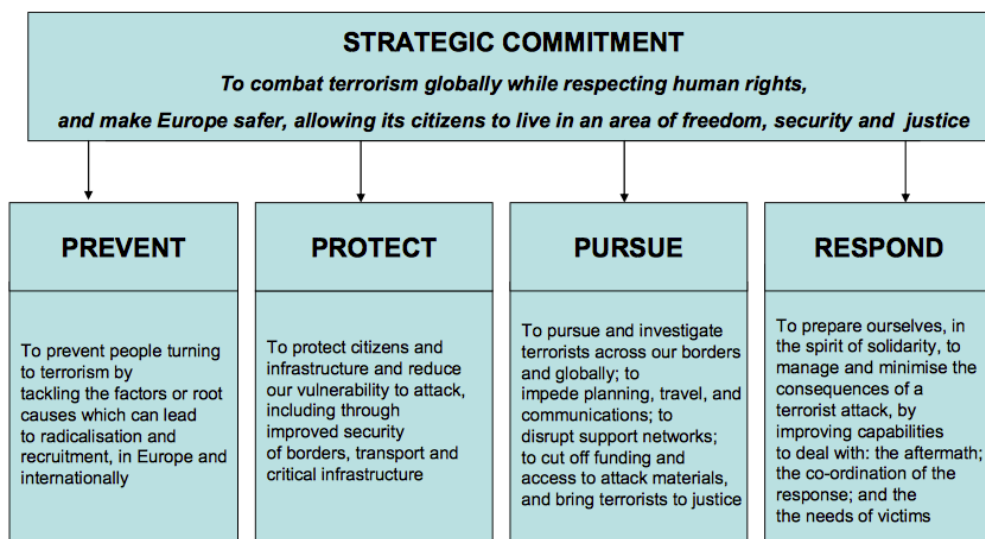 STRATEGIC COMMITMENT
To combat terrorism globally while respecting human rights,
and make Europe safer, allowing its citizens to live in an area of freedom, security and justice
PREVENT
To prevent people turning
to terrorism by
tackling the factors or root
causes which can lead
to radicalisation and
recruitment, in Europe and
internationally
PROTECT
To protect citizens and
infrastructure and reduce
our vulnerability to attack,
including through
improved security
of borders, transport and
critical infrastructure
PURSUE
To pursue and investigate
terrorists across our borders
and globally; to
impede planning, travel, and
communications; to
disrupt support networks;
to cut off funding and
access to attack materials,
and bring terrorists to justice
RESPOND
To prepare ourselves, in
the spirit of solidarity, to
manage and minimise the
consequences of a
terrorist attack, by
improving capabilities
to deal with: the aftermath;
the co-ordination of the
response; and the
the needs of victims